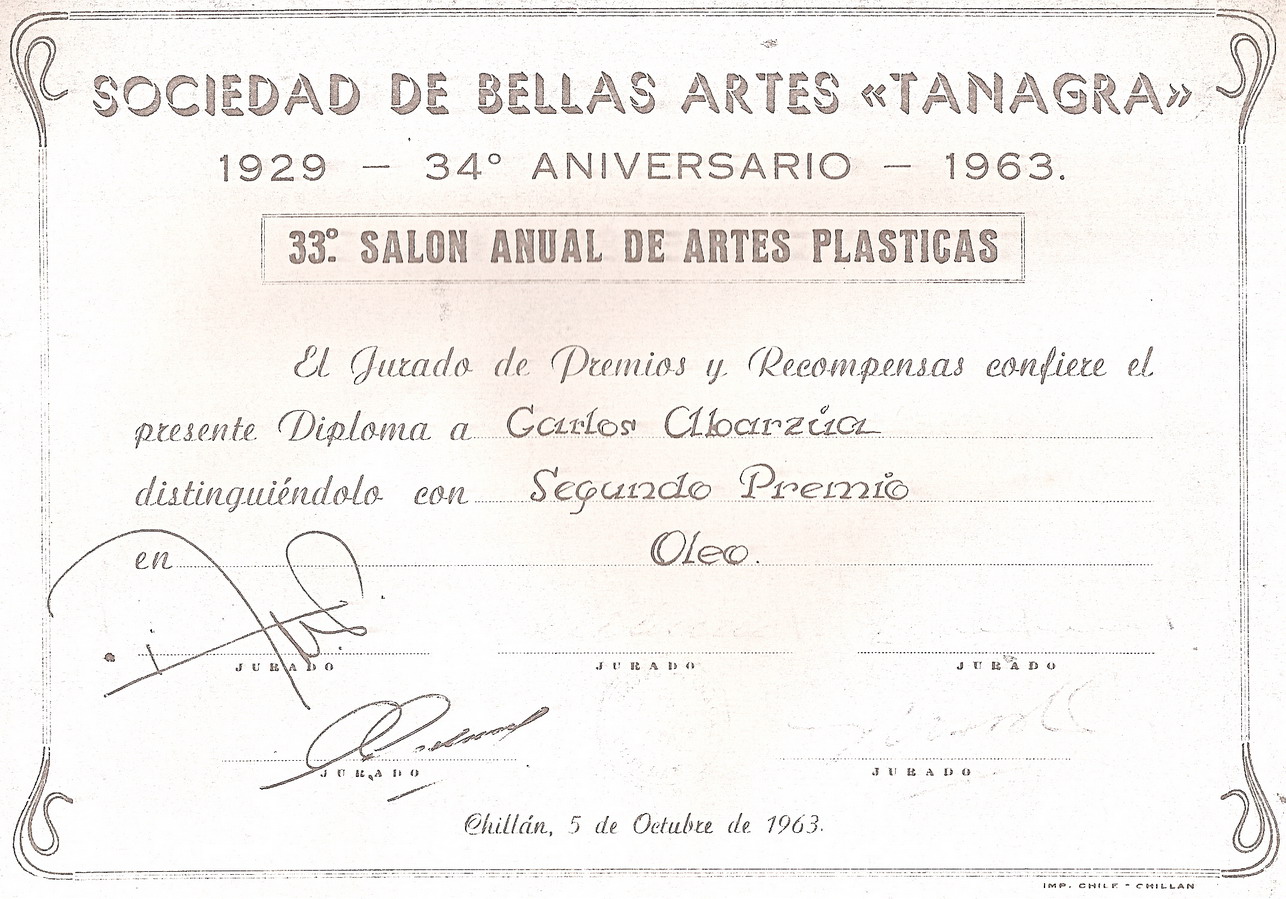 SOCIEDAD DE BELLAS ARTES «TANAGRA»
1929 — 34° ANIVERSARIO — 1963.
33º SALON ANUAL DE ARTES PLASTICAS
El Jurado de Premios y Recompensas confiere el
presente Diploma a Carlos Abarzúa
distinguiéndolo con Segundo Premio
en Oleo.
JURADO JURADO JURADO
JURADO JURADO
Chillán, 5 de Octubre de 1963.
IMP. CHILE - CHILLAN